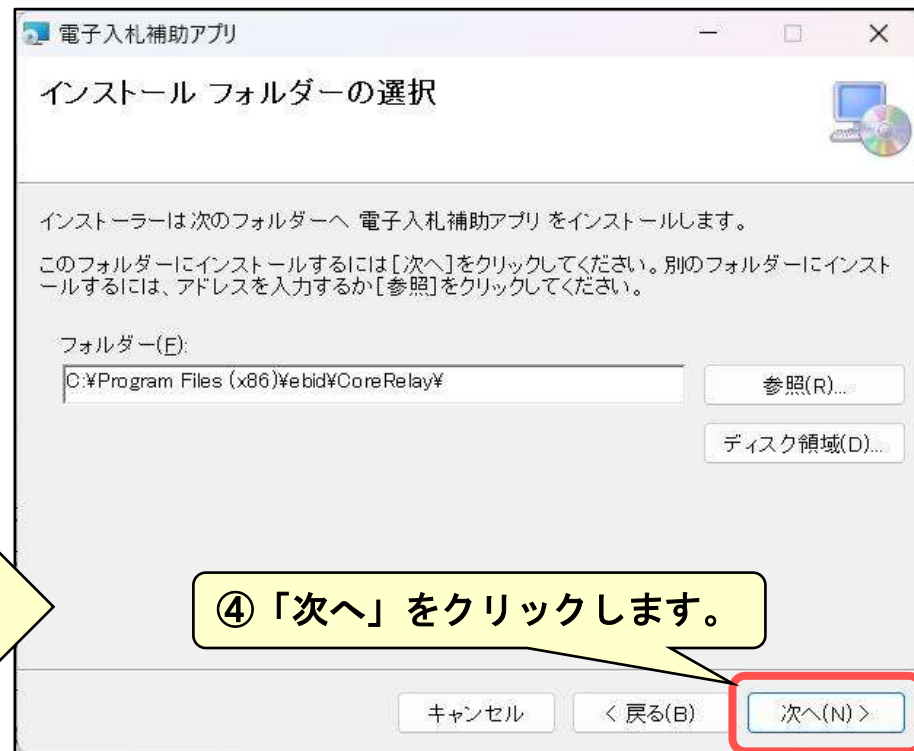 電子入札補助アプリ
インストール フォルダーの選択
インストーラーは次のフォルダーへ 電子入札補助アプリ をインストールします。
このフォルダーにインストールするには[次へ]をクリックしてください。別のフォルダーにインスト
ールするには、アドレスを入力するか[参照]をクリックしてください。
フォルダー(F):
C:¥Program Files (x86)¥ebid¥CoreRelay¥
参照(R)...
ディスク領域(D)...
④「次へ」をクリックします。
キャンセル
< 戻る(B)
次へ(N) >